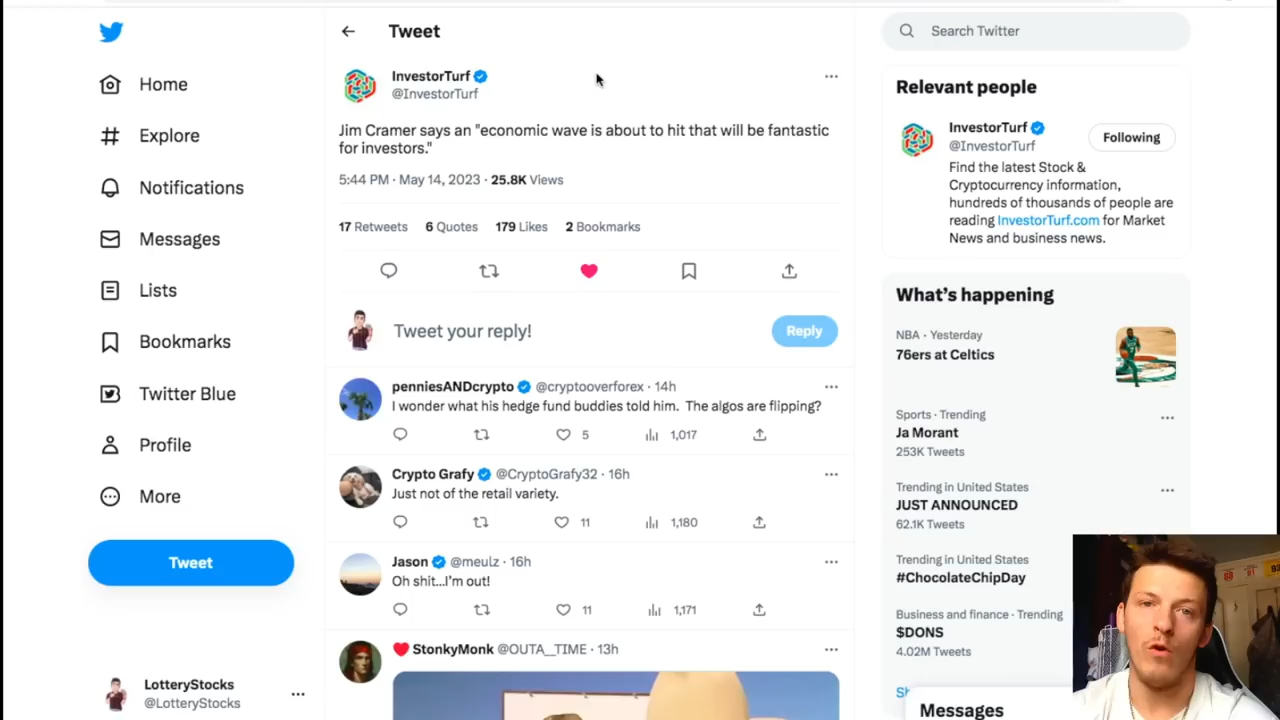 Home
Explore
Notifications
Messages
Lists
Bookmarks
Twitter Blue
Profile
More
Tweet
LotteryStocks
@LotteryStocks
Tweet
InvestorTurf
@InvestorTurf
Jim Cramer says an "economic wave is about to hit that will be fantastic
for investors."
5:44 PM · May 14, 2023 · 25.8K Views
17 Retweets 6 Quotes 179 Likes 2 Bookmarks
Tweet your reply!
Reply
penniesANDcrypto @cryptooverforex · 14h
I wonder what his hedge fund buddies told him. The algos are flipping?
5 1,017
Crypto Grafy @CryptoGrafy32 · 16h
Just not of the retail variety.
11 1,180
Jason @meulz · 16h
Oh shit...I'm out!
11 1,171
StonkyMonk @OUTA_TIME · 13h
Search Twitter
Relevant people
InvestorTurf
@InvestorTurf
Following
Find the latest Stock &
Cryptocurrency information,
hundreds of thousands of people are
reading InvestorTurf.com for Market
News and business news.
What's happening
NBA · Yesterday
76ers at Celtics
Sports · Trending
Ja Morant
253K Tweets
Trending in United States
JUST ANNOUNCED
62.1K Tweets
Trending in United States
#ChocolateChipDay
Business and finance · Trending
$DONS
4.02M Tweets
Messages